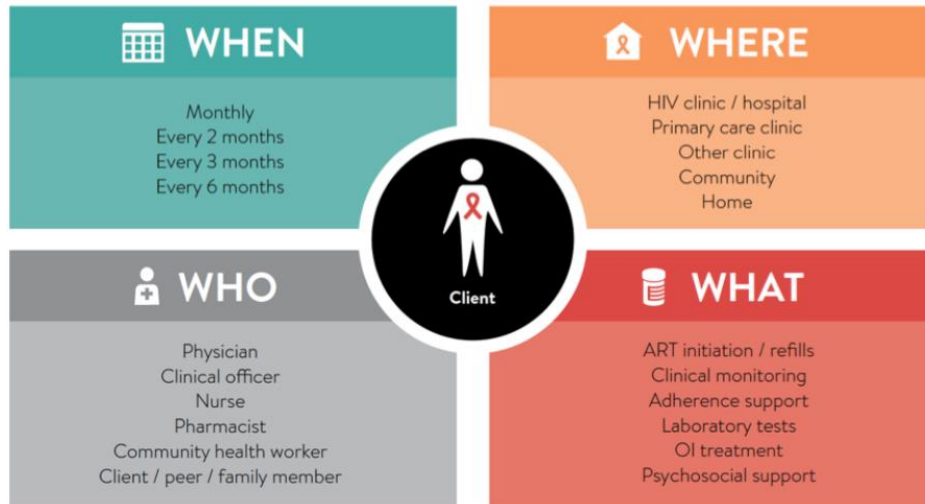 WHEN
Monthly
Every 2 months
Every 3 months
Every 6 months
WHERE
HIV clinic / hospital
Primary care clinic
Other clinic
Community
Home
Client
WHO
Physician
Clinical officer
Nurse
Pharmacist
Community health worker
Client / peer / family member
WHAT
ART initiation / refills
Clinical monitoring
Adherence support
Laboratory tests
OI treatment
Psychosocial support